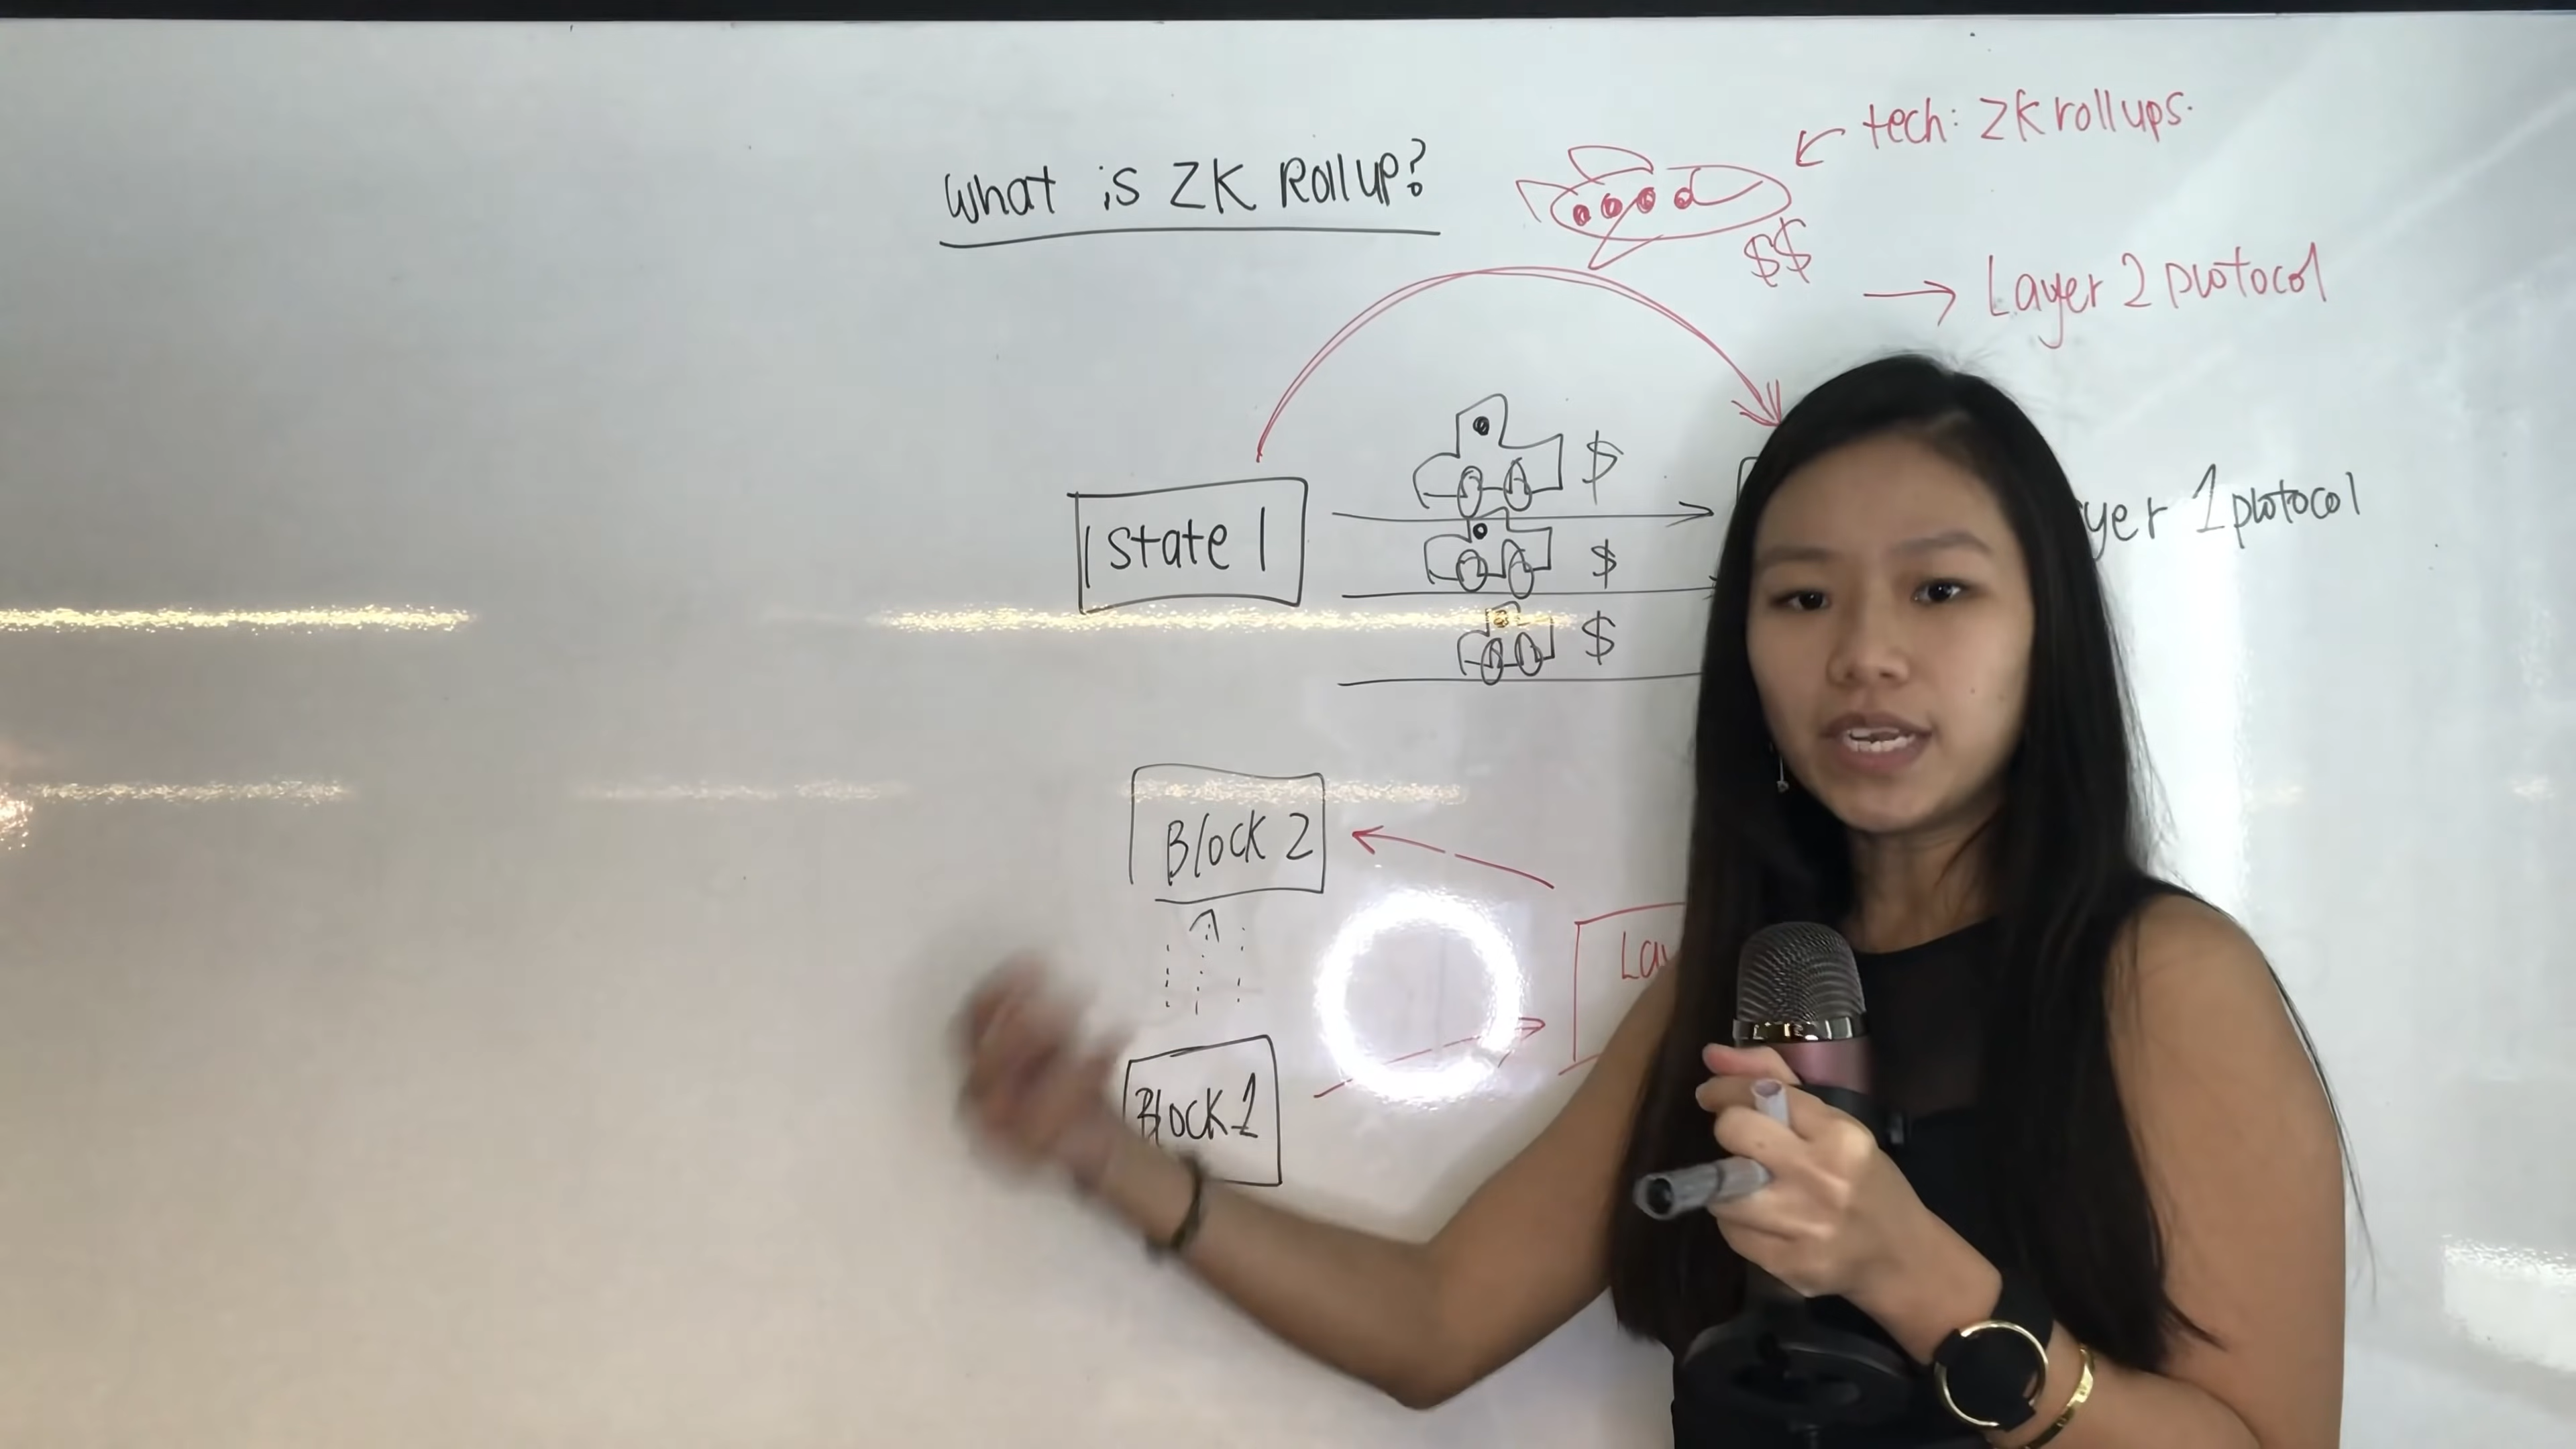 tech: ZK rollups.
What is ZK Rollup?
$$
Layer 2 protocol
$
State 1
yer 1 protocol
$
$
Block 2
Lay
Block 1